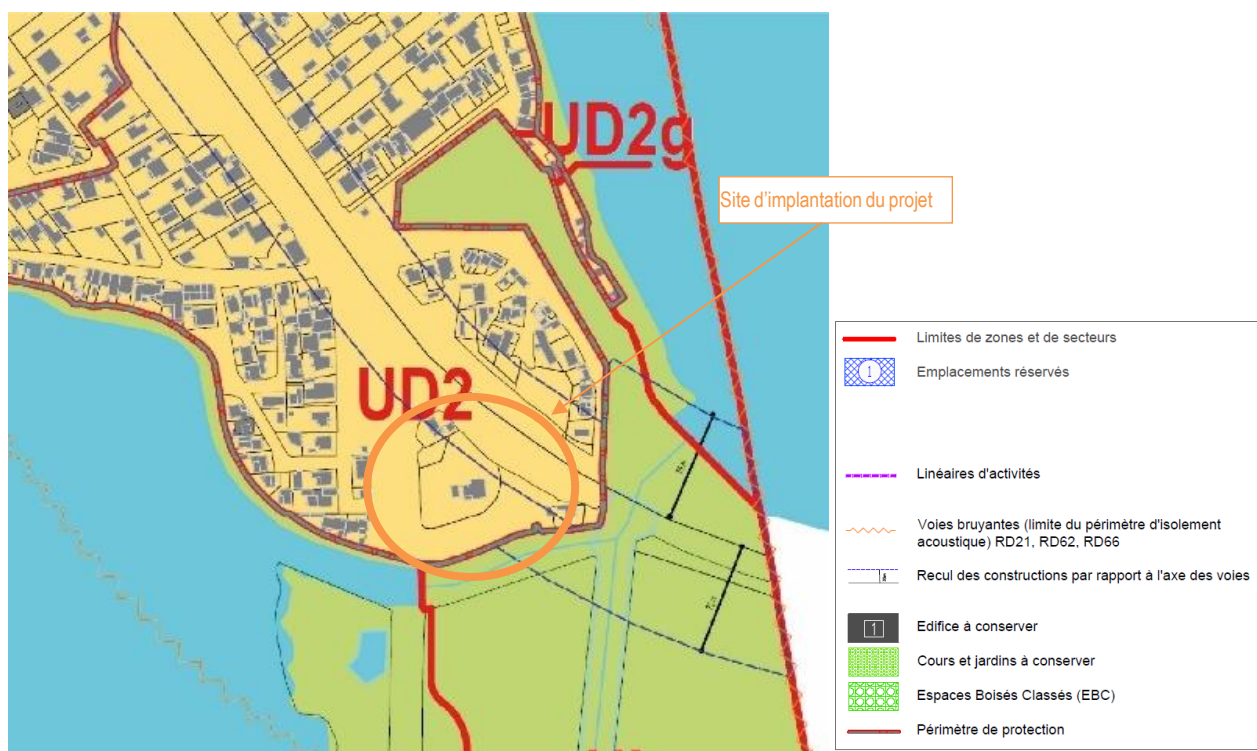 UD2g
Site d'implantation du projet
UD2
Limites de zones et de secteurs
1
Emplacements réservés
Linéaires d'activités
Voies bruyantes (limite du périmètre d'isolement
acoustique) RD21, RD62, RD66
Recul des constructions par rapport à l'axe des voies
1
Edifice à conserver
Cours et jardins à conserver
Espaces Boisés Classés (EBC)
Périmètre de protection